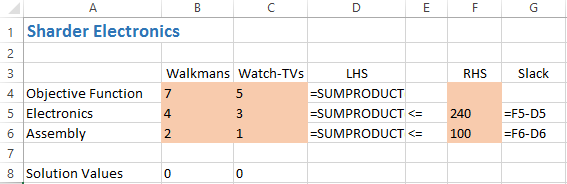 A B C D E F G
1 Sharder Electronics
2
3 Walkmans Watch-TVs LHS RHS Slack
4 Objective Function 7 5 =SUMPRODUCT
5 Electronics 4 3 =SUMPRODUCT <= 240 =F5-D5
6 Assembly 2 1 =SUMPRODUCT <= 100 =F6-D6
7
8 Solution Values 0 0